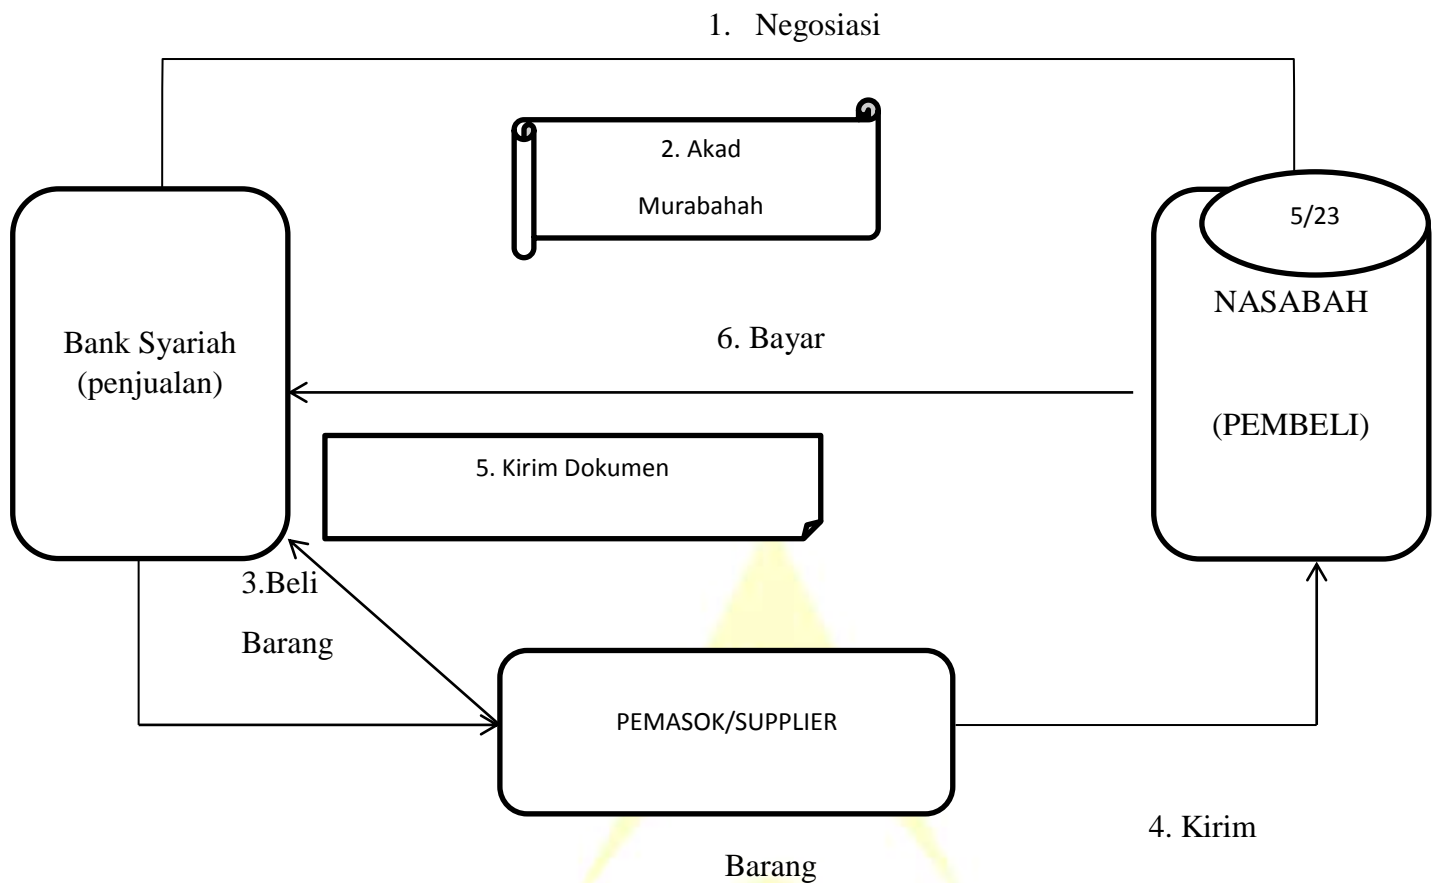 1. Negosiasi
2. Akad
Murabahah
5/23
NASABAH
(PEMBELI)
Bank Syariah
(penjualan)
6. Bayar
5. Kirim Dokumen
3.Beli
Barang
PEMASOK/SUPPLIER
4. Kirim
Barang